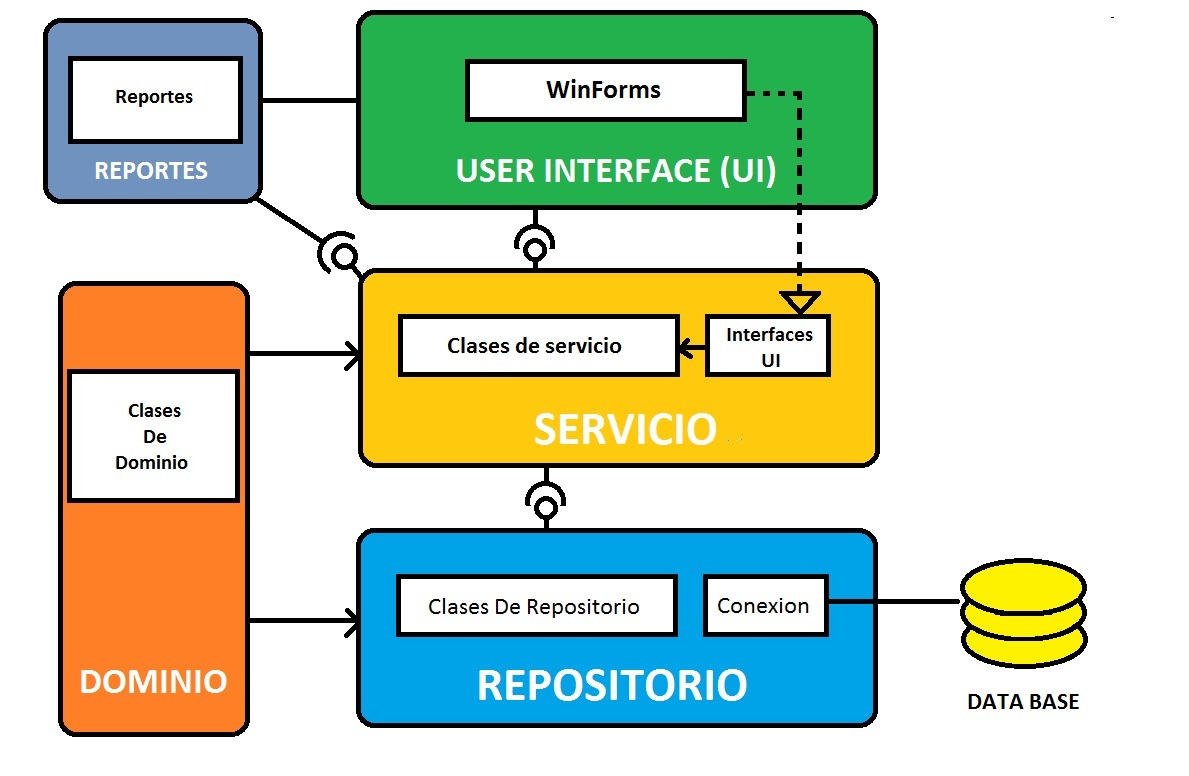 Reportes
REPORTES
WinForms
USER INTERFACE (UI)
Clases de servicio
Interfaces
UI
SERVICIO
Clases
De
Dominio
DOMINIO
Clases De Repositorio
Conexion
REPOSITORIO
DATA BASE